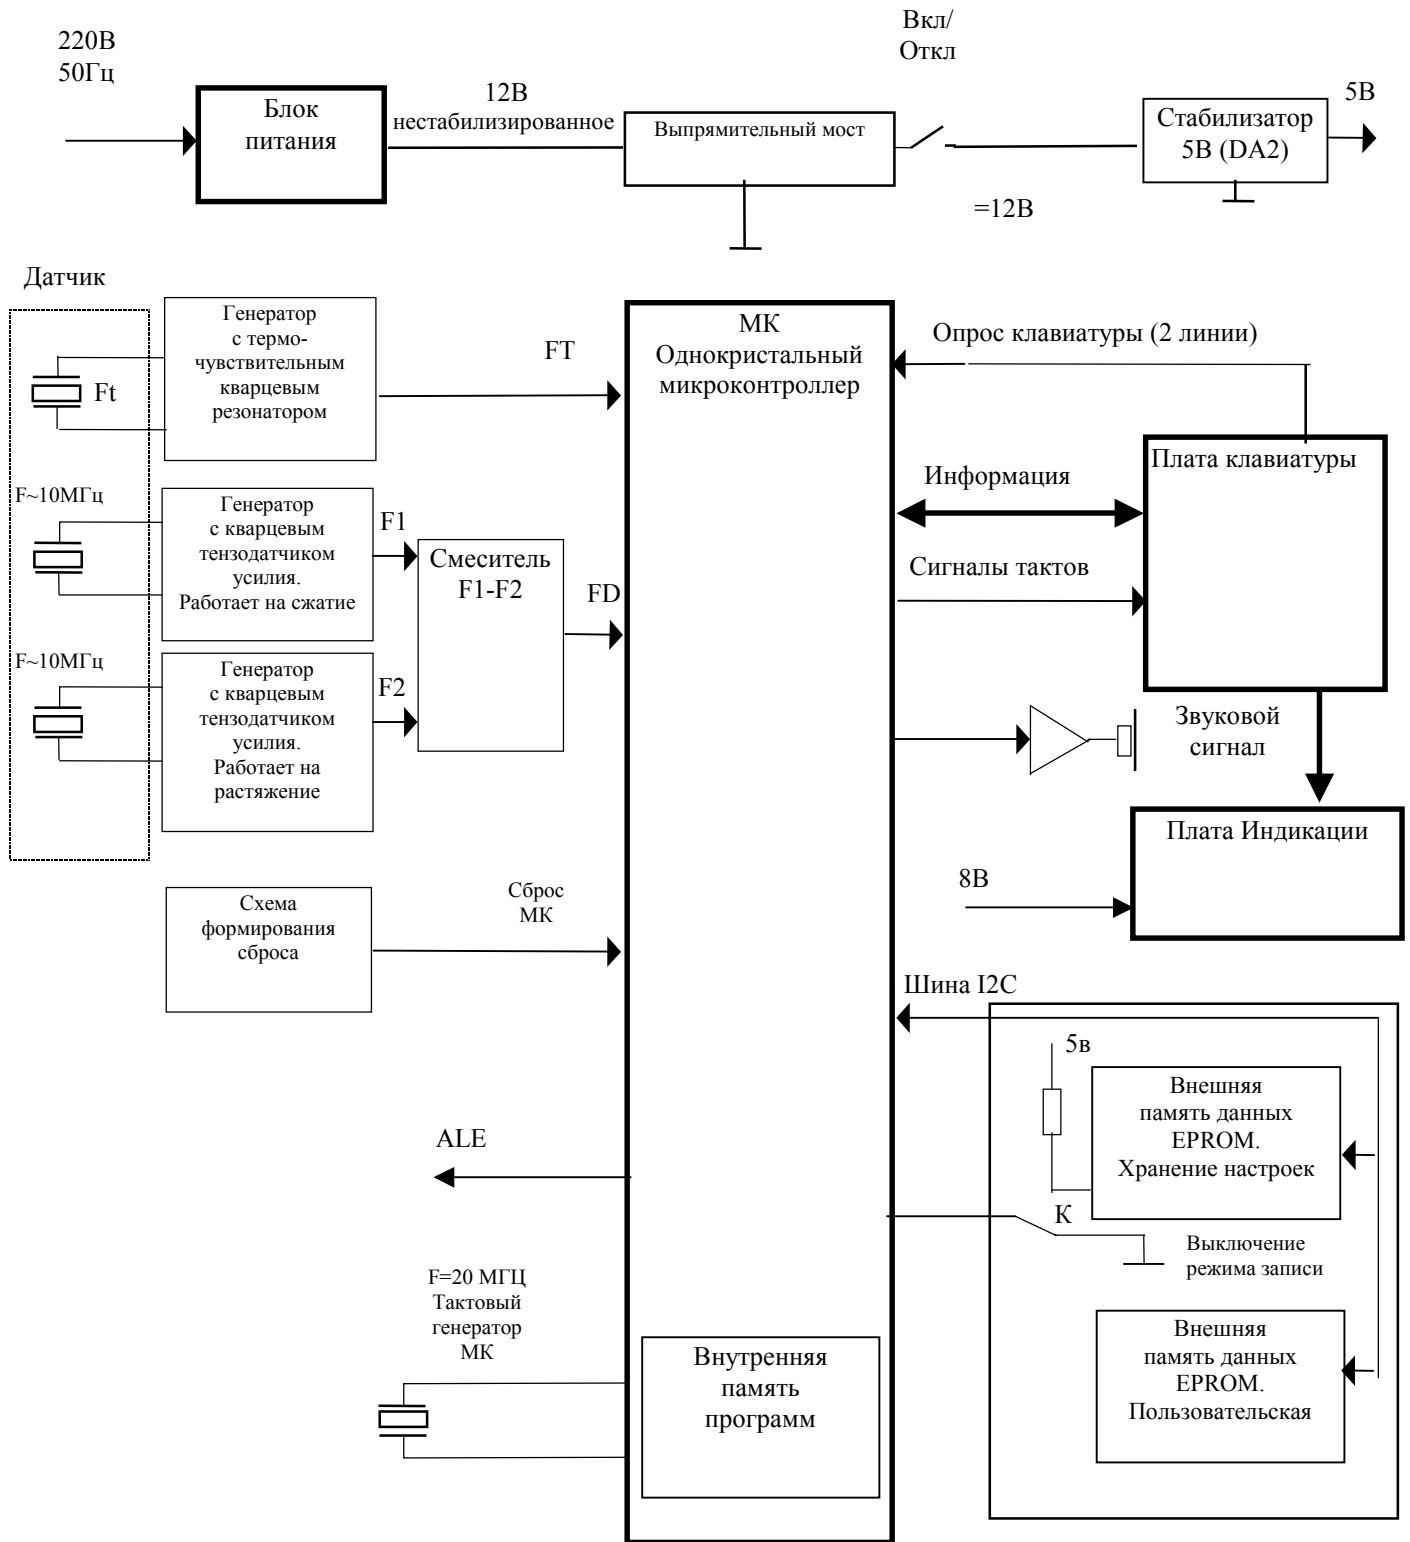 220В
50Гц
Блок
питания
12В
нестабилизированное
Выпрямительный мост
Вкл/
Откл
=12В
Стабилизатор
5В (DA2)
5В
Датчик
Ft
Генератор
с термо-
чувствительным
кварцевым
резонатором
FT
F~10МГц
Генератор
с кварцевым
тензодатчиком
усилия.
Работает на сжатие
F1
Смеситель
F1-F2
FD
F~10МГц
Генератор
с кварцевым
тензодатчиком
усилия.
Работает на
растяжение
F2
Схема
формирования
сброса
Сброс
МК
ALE
F=20 МГЦ
Тактовый
генератор
МК
МК
Однокристальный
микроконтроллер
Внутренняя
память
программ
Опрос клавиатуры (2 линии)
Плата клавиатуры
Информация
Сигналы тактов
Звуковой
сигнал
Плата Индикации
8В
Шина I2C
5в
Внешняя
память данных
EPROM.
Хранение настроек
К
Выключение
режима записи
Внешняя
память данных
EPROM.
Пользовательская